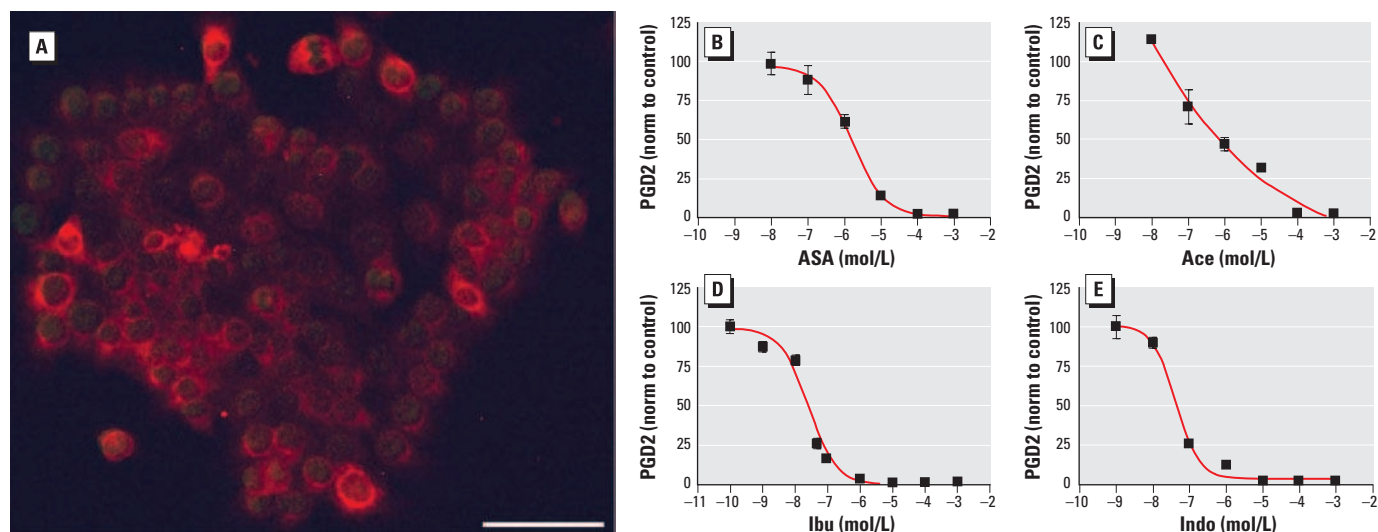 A
B
PGD2 (norm to control)
125
100
75
50
25
0
−10 −9 −8 −7 −6 −5 −4 −3 −2
ASA (mol/L)
C
PGD2 (norm to control)
125
100
75
50
25
0
−10 −9 −8 −7 −6 −5 −4 −3 −2
Ace (mol/L)
D
PGD2 (norm to control)
125
100
75
50
25
0
−11 −10 −9 −8 −7 −6 −5 −4 −3 −2
Ibu (mol/L)
E
PGD2 (norm to control)
125
100
75
50
25
0
−10 −9 −8 −7 −6 −5 −4 −3 −2
Indo (mol/L)